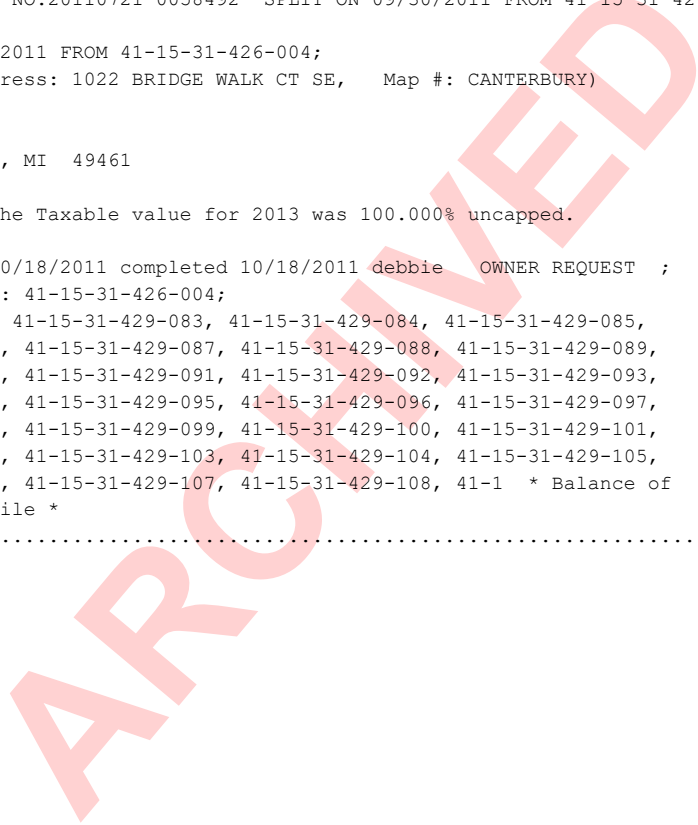 NO.20110721-0058492 SPLIT ON 09/30/2011 FROM 41-15-31-42
2011 FROM 41-15-31-426-004;
ress: 1022 BRIDGE WALK CT SE, Map #: CANTERBURY)
, MI 49461
he Taxable value for 2013 was 100.000% uncapped.
0/18/2011 completed 10/18/2011 debbie OWNER REQUEST ;
: 41-15-31-426-004;
41-15-31-429-083, 41-15-31-429-084, 41-15-31-429-085,
, 41-15-31-429-087, 41-15-31-429-088, 41-15-31-429-089,
, 41-15-31-429-091, 41-15-31-429-092, 41-15-31-429-093,
, 41-15-31-429-095, 41-15-31-429-096, 41-15-31-429-097,
, 41-15-31-429-099, 41-15-31-429-100, 41-15-31-429-101,
, 41-15-31-429-103, 41-15-31-429-104, 41-15-31-429-105,
, 41-15-31-429-107, 41-15-31-429-108, 41-1 * Balance of
ile *
..........................................................
ARCHIVED